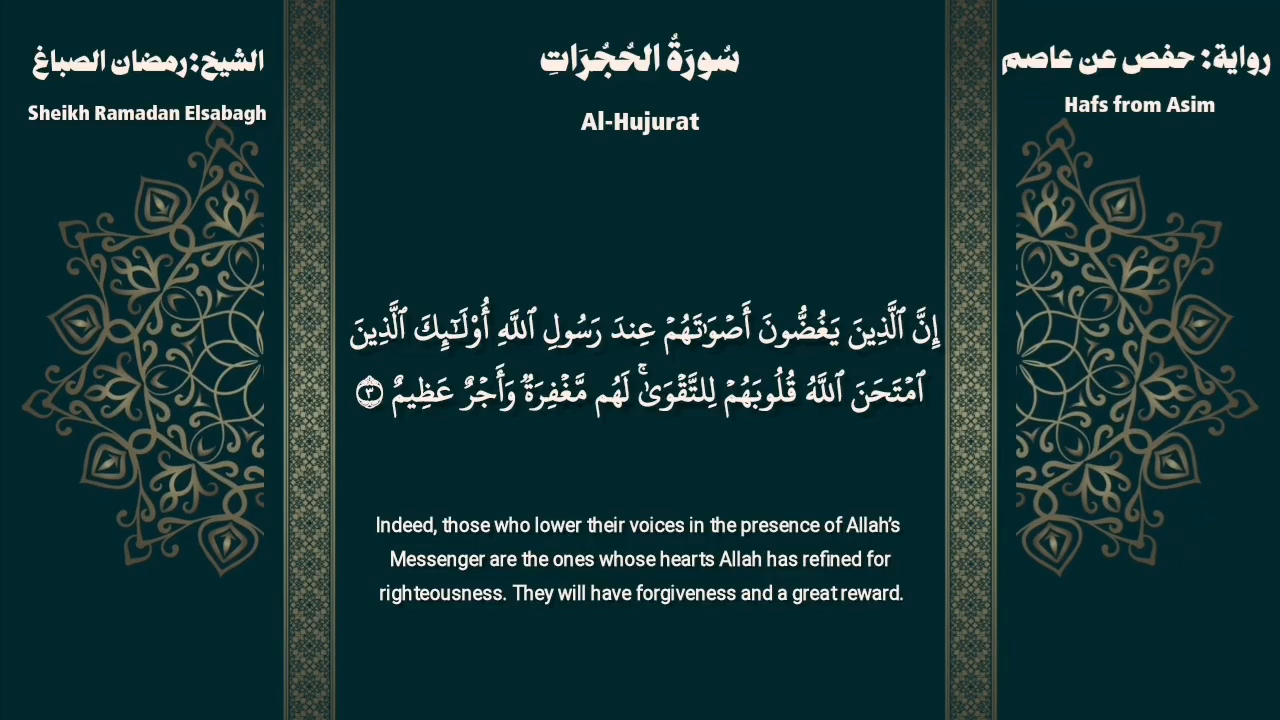 الشيخ:رمضان الصباغ
Sheikh Ramadan Elsabagh
سُورَةُ الحُجُرَاتِ
Al-Hujurat
رواية: حفص عن عاصم
Hafs from Asim
إِنَّ ٱلَّذِينَ يَغُضُّونَ أَصۡوَٰتَهُمۡ عِندَ رَسُولِ ٱللَّهِ أُوْلَـٰٓئِكَ ٱلَّذِينَ
ٱمۡتَحَنَ ٱللَّهُ قُلُوبَهُمۡ لِلتَّقۡوَىٰۚ لَهُم مَّغۡفِرَةٞ وَأَجۡرٌ عَظِيمٌ ٣
Indeed, those who lower their voices in the presence of Allah's
Messenger are the ones whose hearts Allah has refined for
righteousness. They will have forgiveness and a great reward.